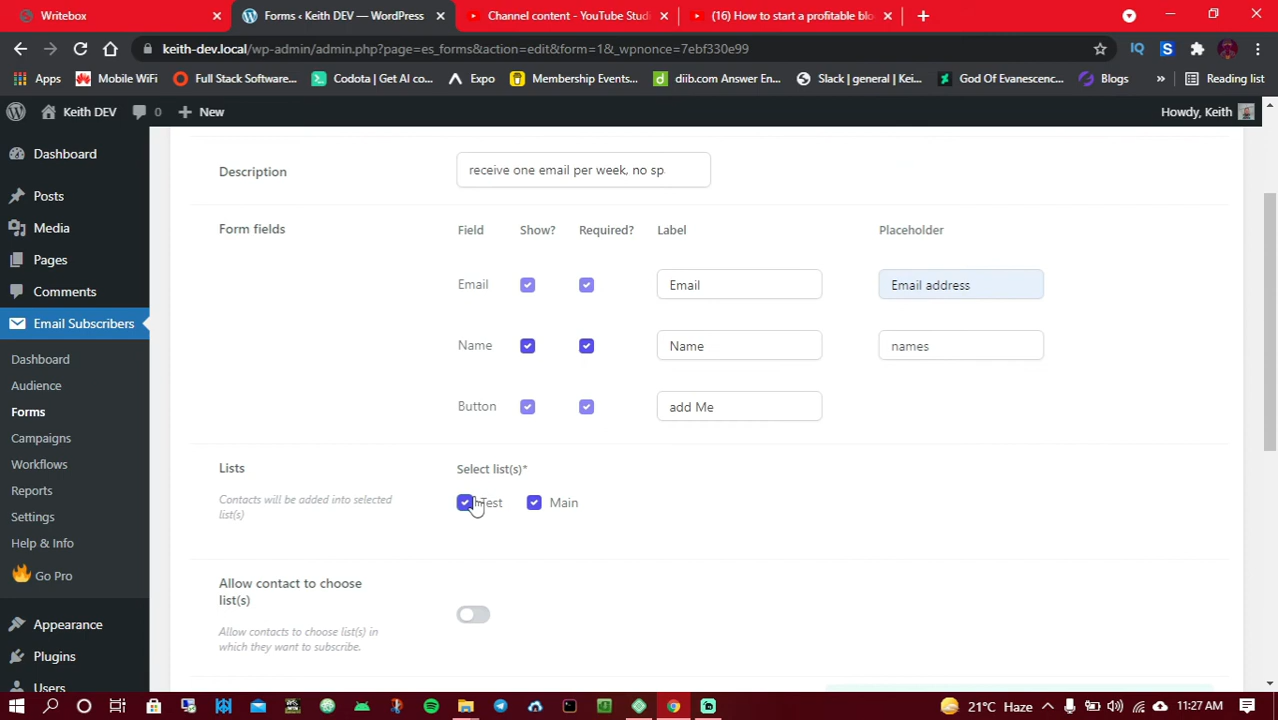 Writebox
Forms ‹ Keith DEV — WordPress
Channel content - YouTube Studi
(16) How to start a profitable blo
keith-dev.local/wp-admin/admin.php?page=es_forms&action=edit&form=1&_wpnonce=7ebf330e99
IQ
S
Apps
Mobile WiFi
Full Stack Software...
Codota | Get AI co...
Expo
Membership Events...
diib.com Answer En...
Slack | general | Kei...
God Of Evanescenc...
Blogs
»
Reading list
Keith DEV
0
New
Howdy, Keith
Dashboard
Posts
Media
Pages
Comments
Email Subscribers
Dashboard
Audience
Forms
Campaigns
Workflows
Reports
Settings
Help & Info
Go Pro
Appearance
Plugins
Users
Description
receive one email per week, no sp
Form fields
Field
Show?
Required?
Label
Placeholder
Email
Email
Email address
Name
Name
names
Button
add Me
Lists
Contacts will be added into selected
list(s)
Select list(s)*
Test
Main
Allow contact to choose
list(s)
Allow contacts to choose list(s) in
which they want to subscribe.
21°C Haze
11:27 AM